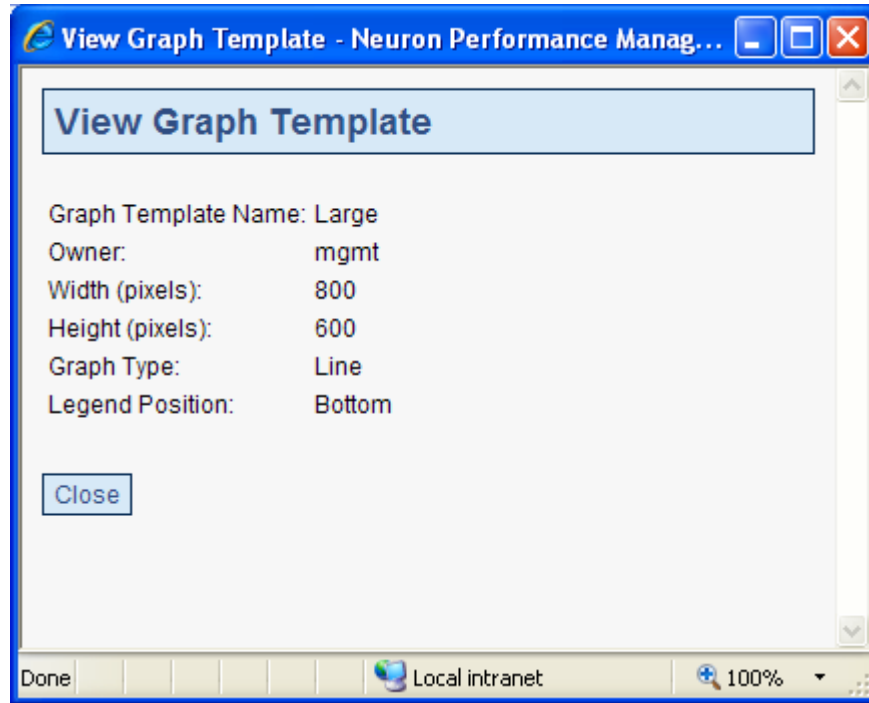 View Graph Template - Neuron Performance Manag...
View Graph Template
Graph Template Name: Large
Owner: mgmt
Width (pixels): 800
Height (pixels): 600
Graph Type: Line
Legend Position: Bottom
Close
Done Local intranet 100%